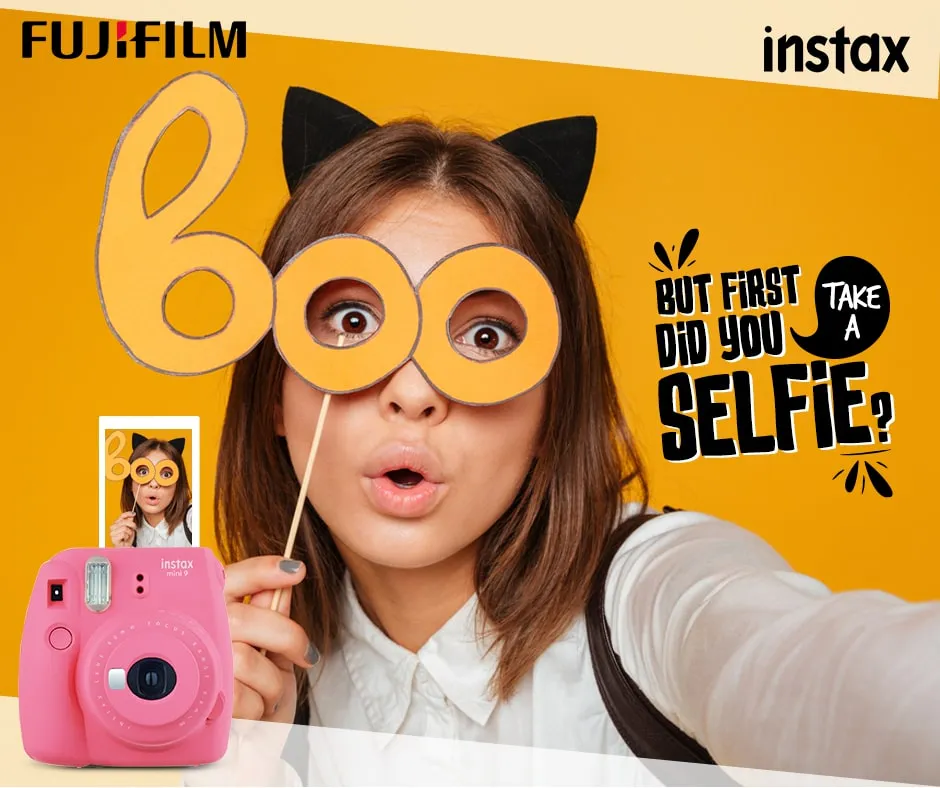 FUJIFILM
instax
boo
BUT FIRST
DID YOU
TAKE
A
SELFIE?
instax
mini 9